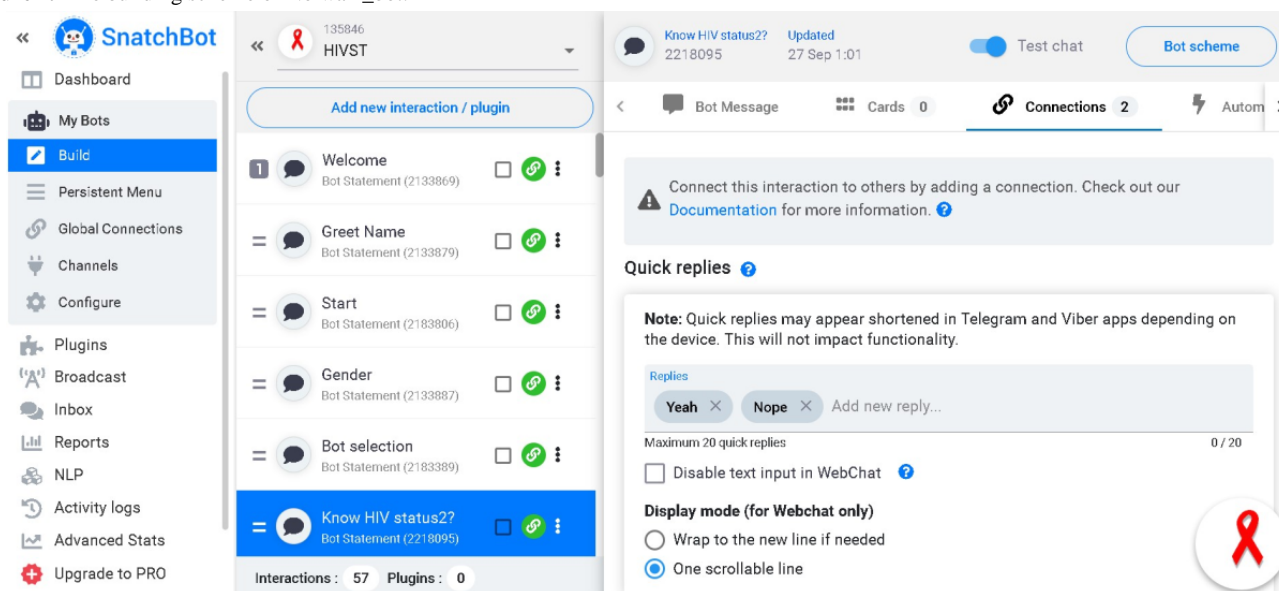 SnatchBot
Dashboard
My Bots
Build
Persistent Menu
Global Connections
Channels
Configure
Plugins
Broadcast
Inbox
Reports
NLP
Activity logs
Advanced Stats
Upgrade to PRO
135846
HIVST
Add new interaction / plugin
1
Welcome
Bot Statement (2133869)
Greet Name
Bot Statement (2133879)
Start
Bot Statement (2183806)
Gender
Bot Statement (2133887)
Bot selection
Bot Statement (2183389)
Know HIV status2?
Bot Statement (2218095)
Interactions : 57 Plugins : 0
Know HIV status2? Updated
2218095 27 Sep 1:01
Test chat
Bot scheme
Bot Message Cards 0 Connections 2 Autom
Connect this interaction to others by adding a connection. Check out our
Documentation for more information.
Quick replies
Note: Quick replies may appear shortened in Telegram and Viber apps depending on
the device. This will not impact functionality.
Replies
Yeah Nope Add new reply...
Maximum 20 quick replies 0 / 20
Disable text input in WebChat
Display mode (for Webchat only)
Wrap to the new line if needed
One scrollable line